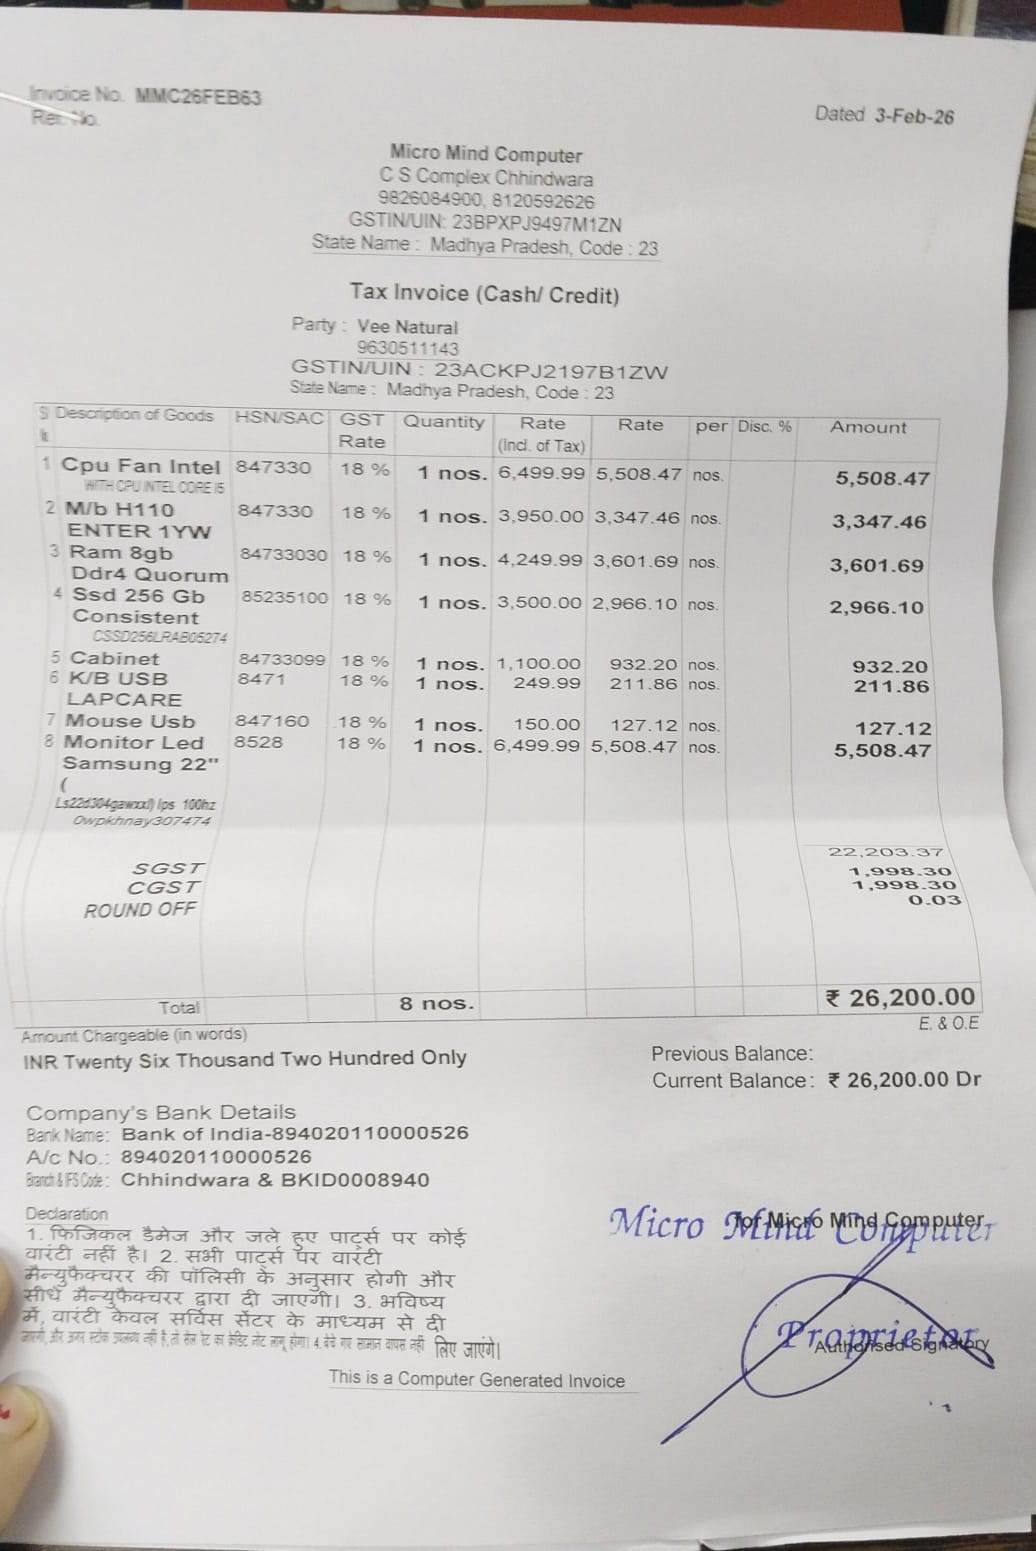 Invoice No. MMC26FEB63
Ref. No.
Dated 3-Feb-26
Micro Mind Computer
C S Complex Chhindwara
9826084900, 8120592626
GSTIN/UIN: 23BPXPJ9497M1ZN
State Name : Madhya Pradesh, Code : 23
Tax Invoice (Cash/ Credit)
Party : Vee Natural
9630511143
GSTIN/UIN : 23ACKPJ2197B1ZW
State Name : Madhya Pradesh, Code : 23
Sl Description of Goods HSN/SAC GST Quantity Rate Rate per Disc. % Amount
Rate (Incl. of Tax)
1 Cpu Fan Intel 847330 18 % 1 nos. 6,499.99 5,508.47 nos. 5,508.47
WITH CPU INTEL CORE I5
2 M/b H110 847330 18 % 1 nos. 3,950.00 3,347.46 nos. 3,347.46
ENTER 1YW
3 Ram 8gb 84733030 18 % 1 nos. 4,249.99 3,601.69 nos. 3,601.69
Ddr4 Quorum
4 Ssd 256 Gb 85235100 18 % 1 nos. 3,500.00 2,966.10 nos. 2,966.10
Consistent
CSSD256LRAB05274
5 Cabinet 84733099 18 % 1 nos. 1,100.00 932.20 nos. 932.20
6 K/B USB 8471 18 % 1 nos. 249.99 211.86 nos. 211.86
LAPCARE
7 Mouse Usb 847160 18 % 1 nos. 150.00 127.12 nos. 127.12
8 Monitor Led 8528 18 % 1 nos. 6,499.99 5,508.47 nos. 5,508.47
Samsung 22"
(
Ls22d304gawxxl) Ips 100hz
0wpkhnay307474
22,203.37
SGST 1,998.30
CGST 1,998.30
ROUND OFF 0.03
Total 8 nos. ₹ 26,200.00
Amount Chargeable (in words) E. & O.E
INR Twenty Six Thousand Two Hundred Only
Previous Balance:
Current Balance: ₹ 26,200.00 Dr
Company's Bank Details
Bank Name: Bank of India-894020110000526
A/c No.: 894020110000526
Branch & IFS Code: Chhindwara & BKID0008940
Declaration
1. फिजिकल डैमेज और जले हुए पार्ट्स पर कोई
वारंटी नहीं है। 2. सभी पार्ट्स पर वारंटी
मैन्युफैक्चरर की पॉलिसी के अनुसार होगी और
सीधे मैन्युफैक्चरर द्वारा दी जाएगी। 3. भविष्य
में, वारंटी केवल सर्विस सेंटर के माध्यम से दी
जाएगी, और अगर स्टॉक उपलब्ध नहीं है, तो सेल रेट का क्रेडिट नोट लागू होगा। 4. बेचे गए सामान वापस नहीं लिए जाएंगे।
for Micro Mind Computer
Micro Mind Computer
Proprietor
Authorised Signatory
This is a Computer Generated Invoice